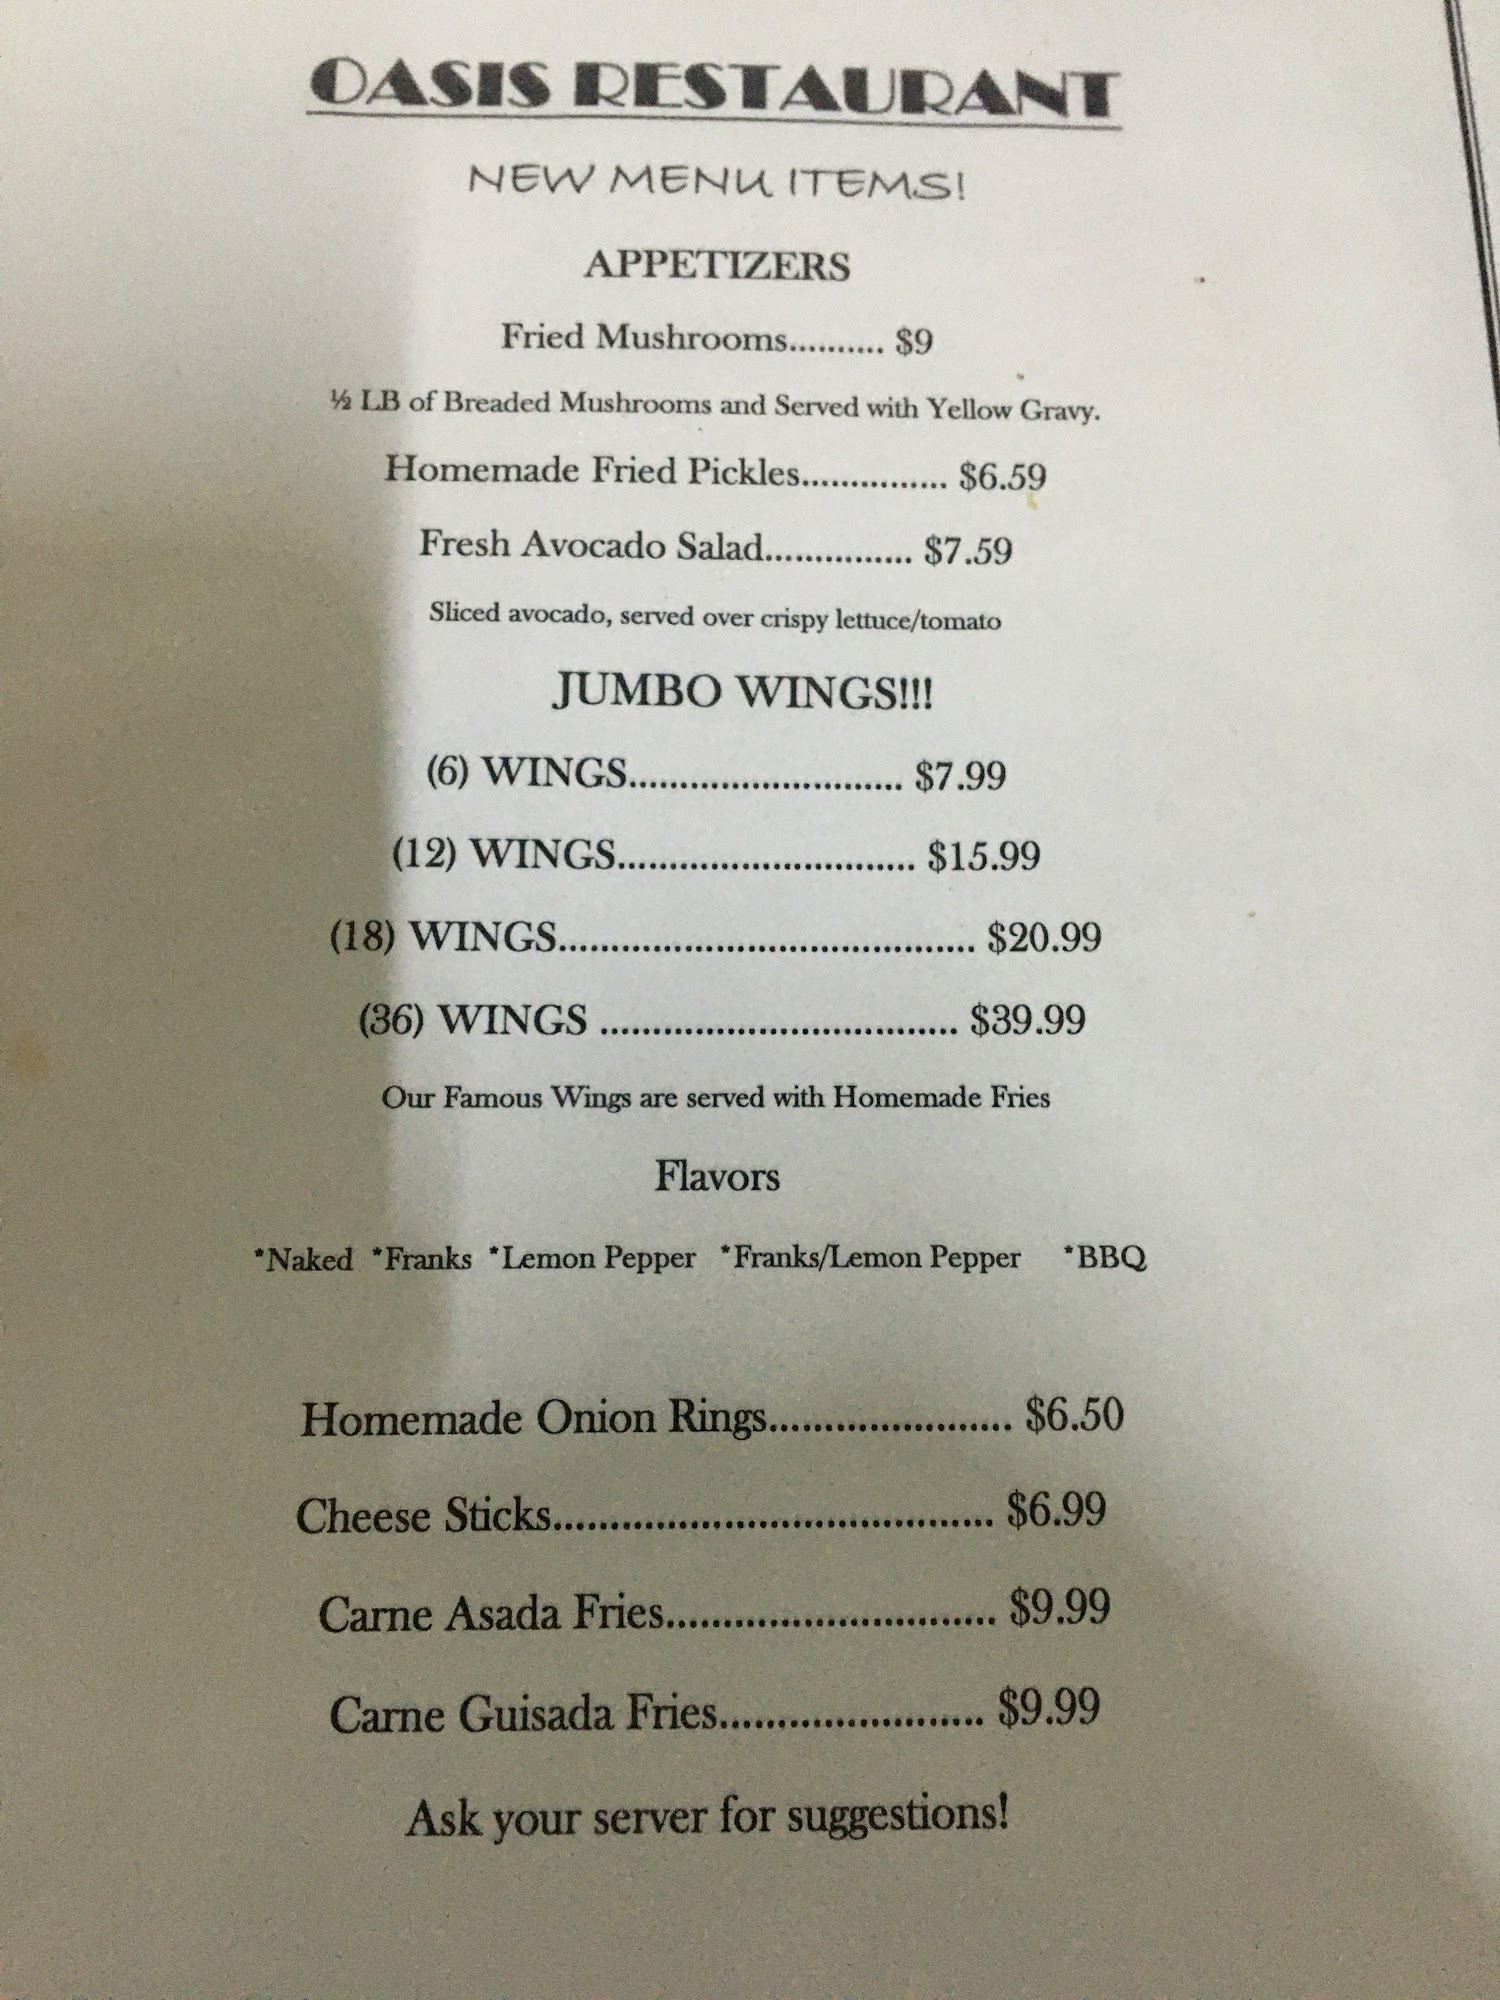 OASIS RESTAURANT
NEW MENU ITEMS!
APPETIZERS
Fried Mushrooms.......... $9
½ LB of Breaded Mushrooms and Served with Yellow Gravy.
Homemade Fried Pickles............... $6.59
Fresh Avocado Salad............... $7.59
Sliced avocado, served over crispy lettuce/tomato
JUMBO WINGS!!!
(6) WINGS........................... $7.99
(12) WINGS............................. $15.99
(18) WINGS........................................ $20.99
(36) WINGS ................................... $39.99
Our Famous Wings are served with Homemade Fries
Flavors
*Naked *Franks *Lemon Pepper *Franks/Lemon Pepper *BBQ
Homemade Onion Rings...................... $6.50
Cheese Sticks....................................... $6.99
Carne Asada Fries............................. $9.99
Carne Guisada Fries....................... $9.99
Ask your server for suggestions!